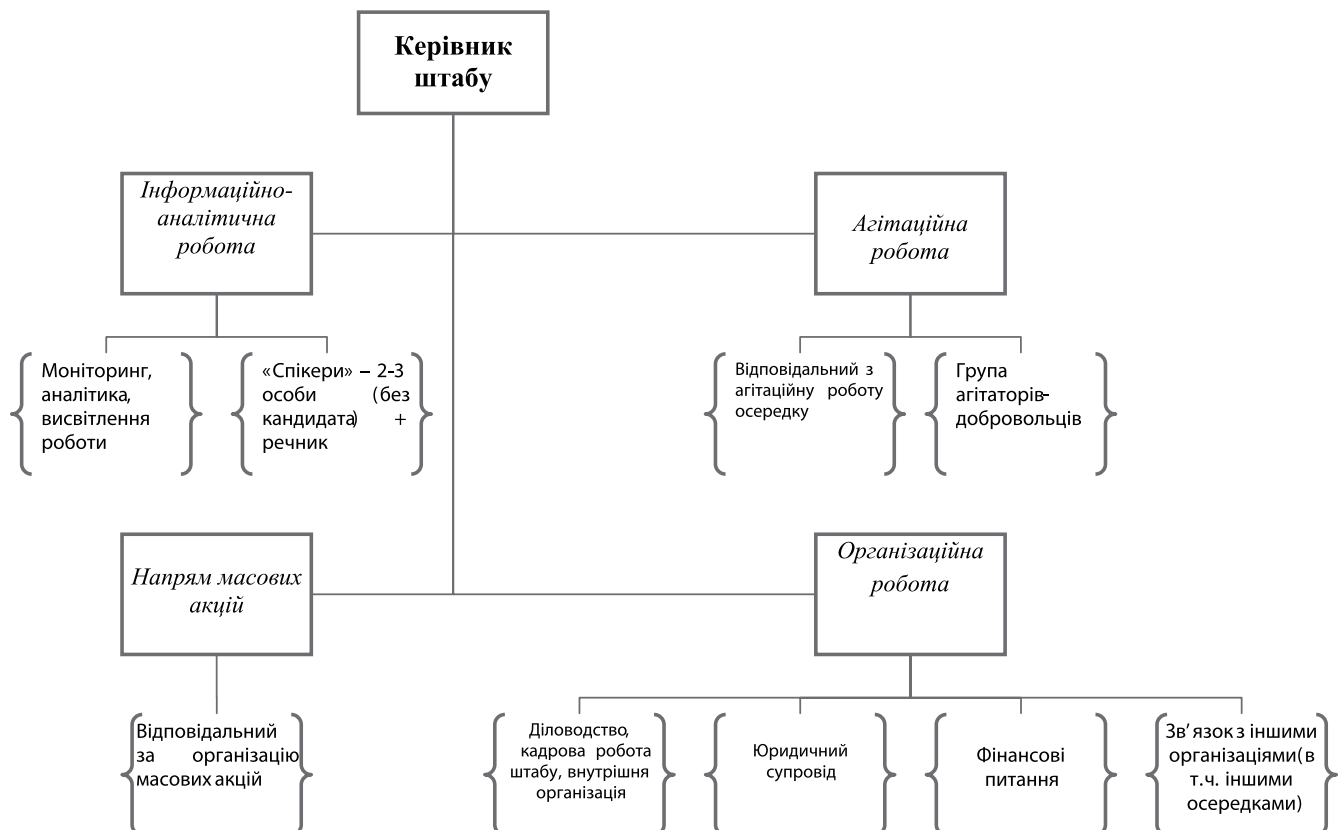 Керівник
штабу
Інформаційно-
аналітична
робота
Агітаційна
робота
Моніторинг,
аналітика,
висвітлення
роботи
«Спікери» – 2-3
особи (без
кандидата) +
речник
Відповідальний з
агітаційну роботу
осередку
Група
агітаторів-
добровольців
Напрям масових
акцій
Організаційна
робота
Відповідальний
за організацію
масових акцій
Діловодство,
кадрова робота
штабу, внутрішня
організація
Юридичний
супровід
Фінансові
питання
Зв’язок з іншими
організаціями(в
т.ч. іншими
осередками)